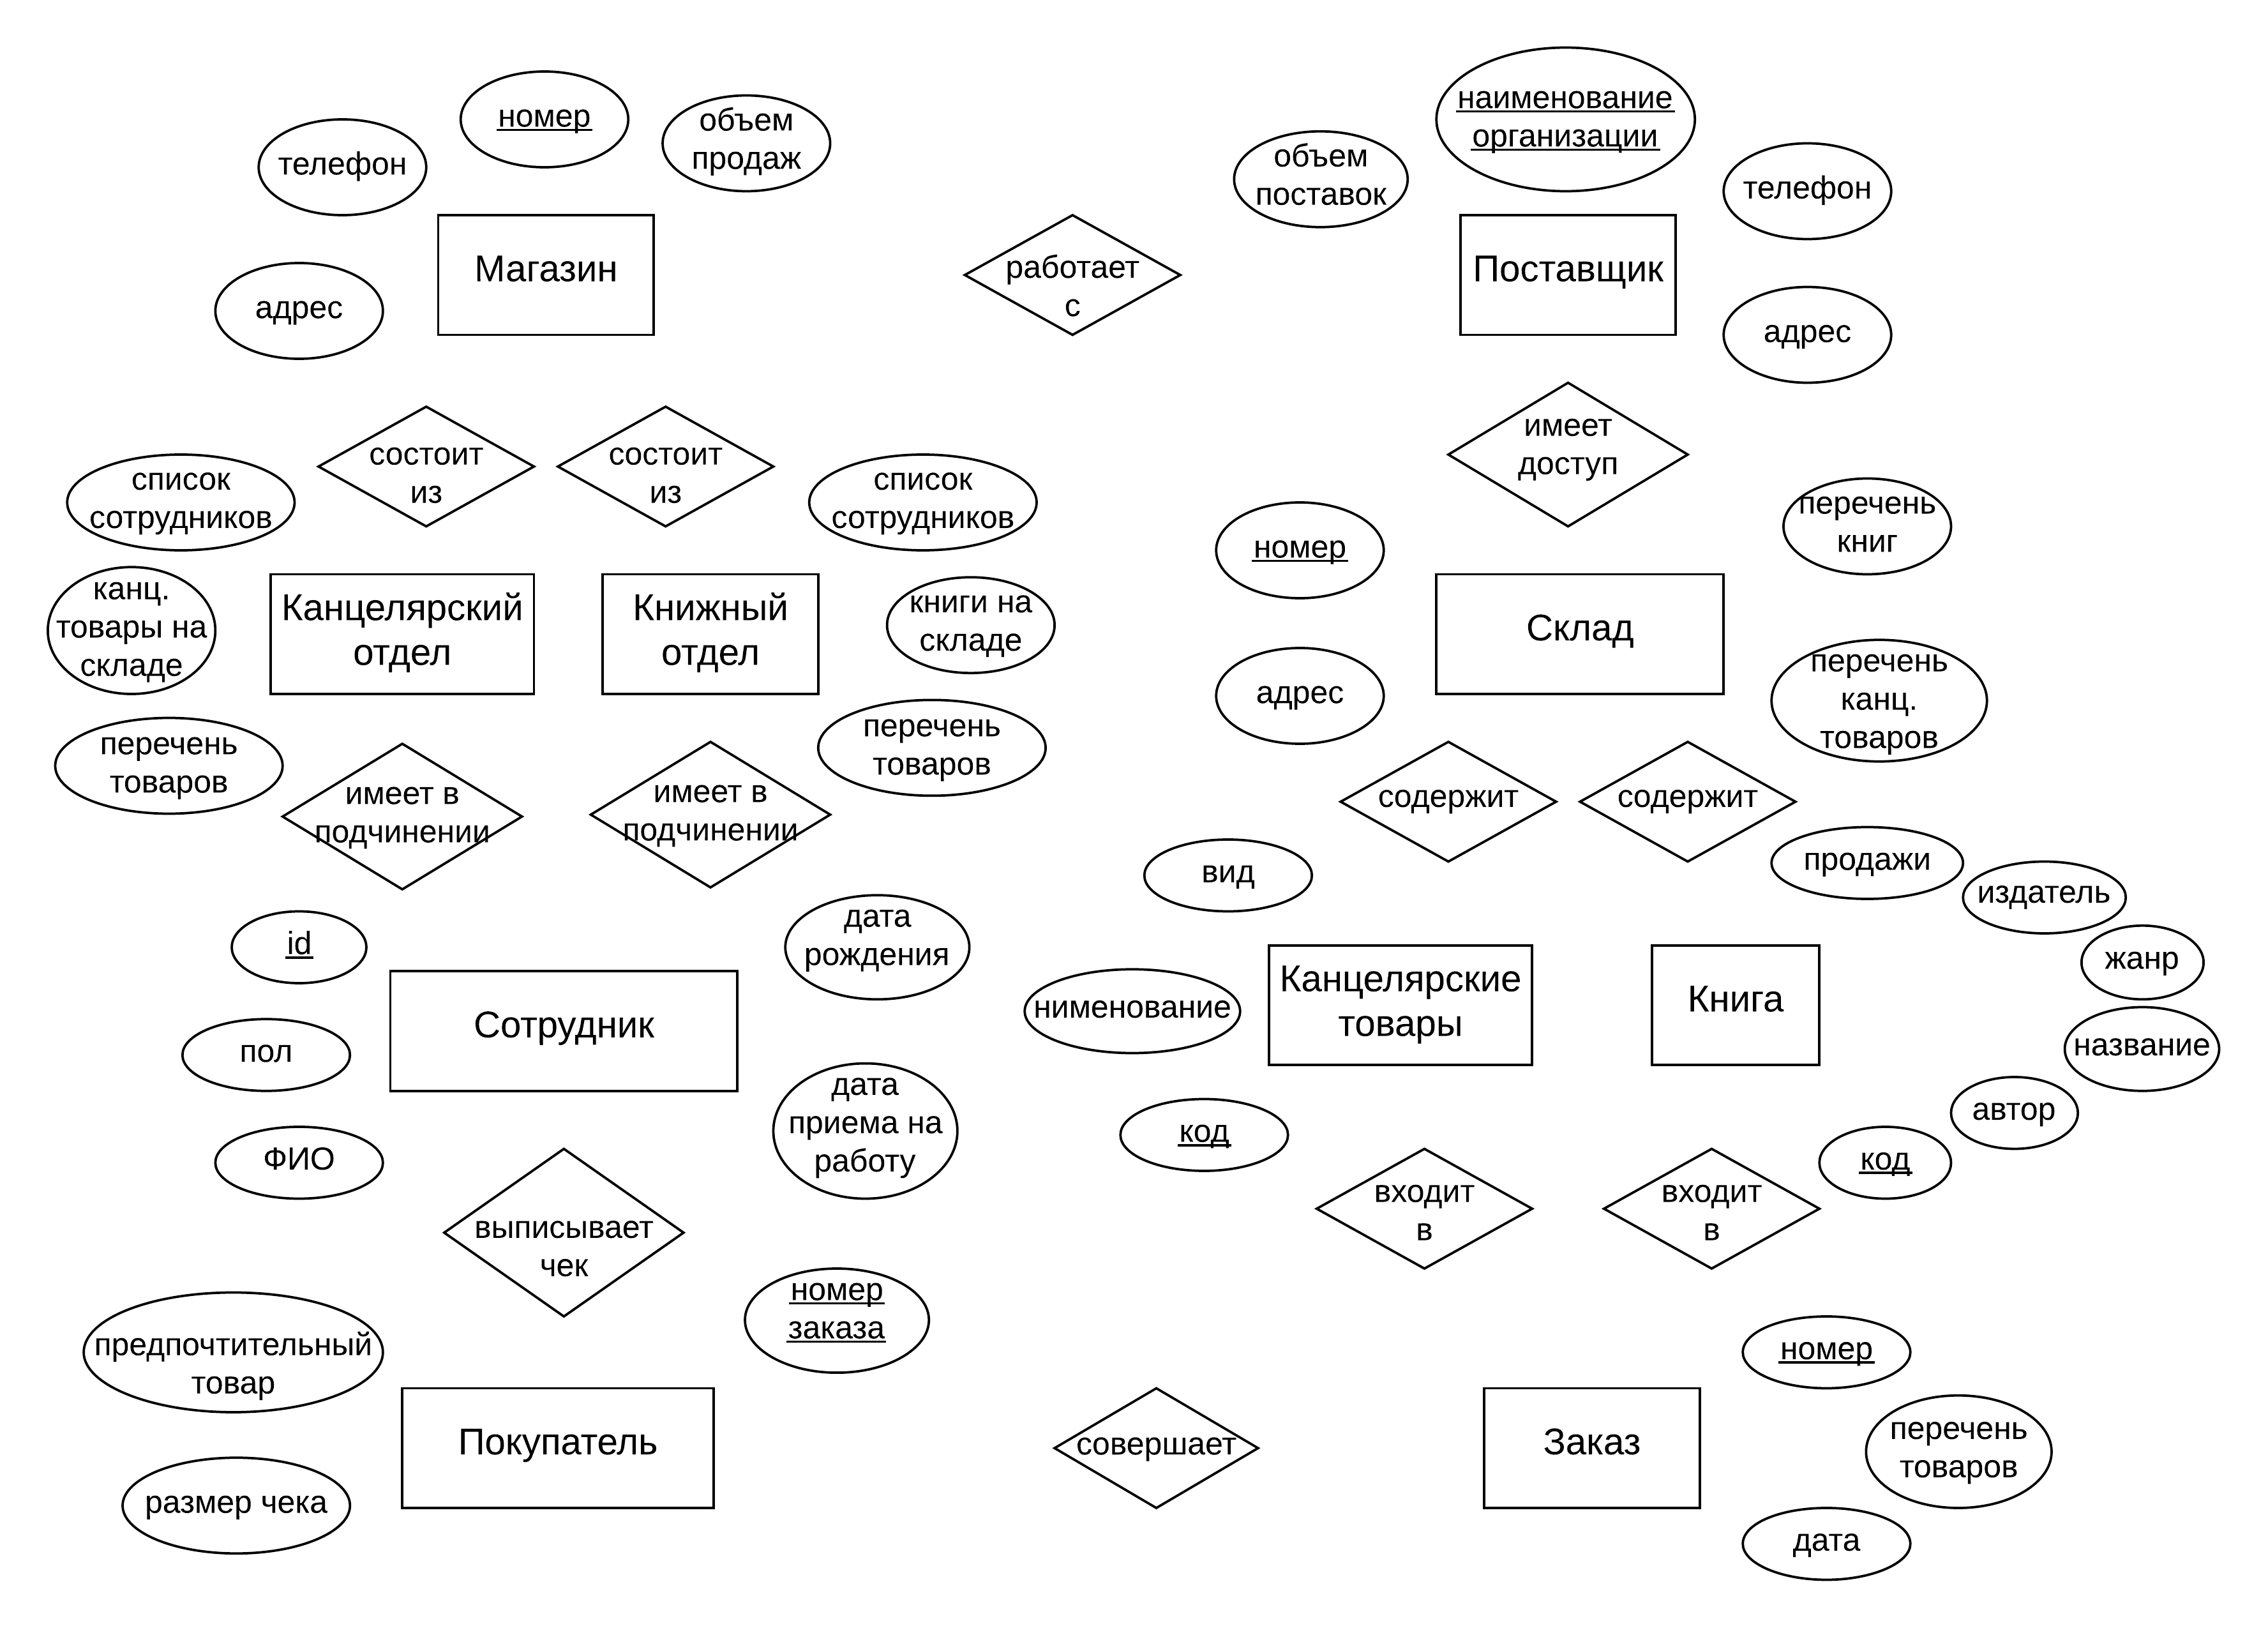 номер
объем
продаж
телефон
Магазин
адрес
работает
с
наименование
организации
объем
поставок
телефон
Поставщик
адрес
состоит
из
состоит
из
список
сотрудников
список
сотрудников
канц.
товары на
складе
Канцелярский
отдел
Книжный
отдел
книги на
складе
перечень
товаров
перечень
товаров
имеет в
подчинении
имеет в
подчинении
имеет
доступ
номер
перечень
книг
Склад
адрес
перечень
канц.
товаров
содержит
содержит
вид
продажи
издатель
жанр
нименование
Канцелярские
товары
Книга
название
автор
код
код
входит
в
входит
в
id
дата
рождения
Сотрудник
пол
дата
приема на
работу
ФИО
выписывает
чек
номер
заказа
предпочтительный
товар
Покупатель
размер чека
совершает
Заказ
номер
перечень
товаров
дата